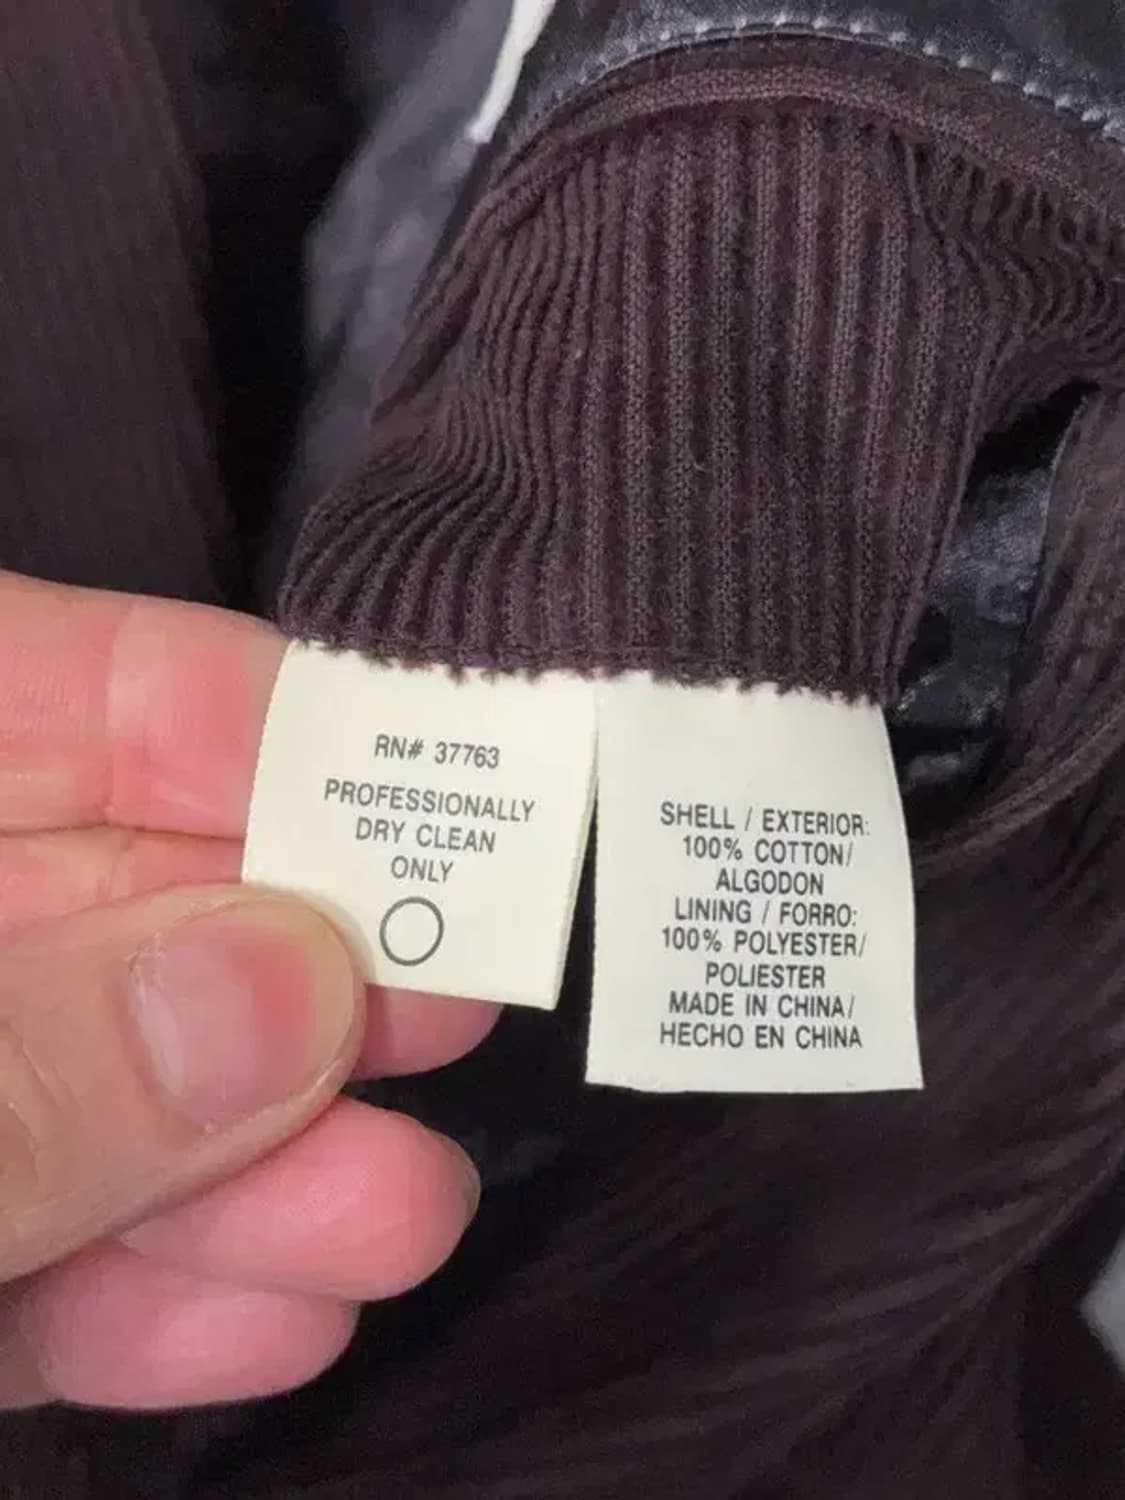 RN# 37763
PROFESSIONALLY
DRY CLEAN
ONLY
SHELL / EXTERIOR:
100% COTTON/
ALGODON
LINING / FORRO:
100% POLYESTER/
POLIESTER
MADE IN CHINA/
HECHO EN CHINA